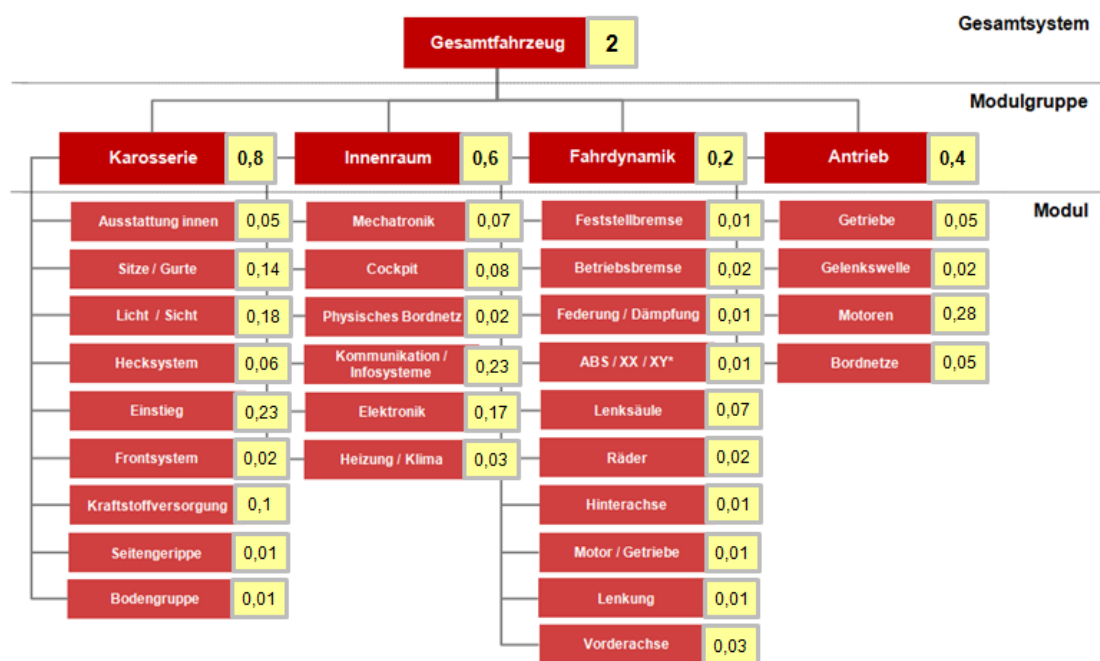 Gesamtsystem
Gesamtfahrzeug 2
Modulgruppe
Karosserie 0,8 Innenraum 0,6 Fahrdynamik 0,2 Antrieb 0,4
Modul
Ausstattung innen 0,05
Sitze / Gurte 0,14
Licht / Sicht 0,18
Hecksystem 0,06
Einstieg 0,23
Frontsystem 0,02
Kraftstoffversorgung 0,1
Seitengerippe 0,01
Bodengruppe 0,01
Mechatronik 0,07
Cockpit 0,08
Physisches Bordnetz 0,02
Kommunikation /
Infosysteme 0,23
Elektronik 0,17
Heizung / Klima 0,03
Feststellbremse 0,01
Betriebsbremse 0,02
Federung / Dämpfung 0,01
ABS / XX / XY* 0,01
Lenksäule 0,07
Räder 0,02
Hinterachse 0,01
Motor / Getriebe 0,01
Lenkung 0,01
Vorderachse 0,03
Getriebe 0,05
Gelenkswelle 0,02
Motoren 0,28
Bordnetze 0,05